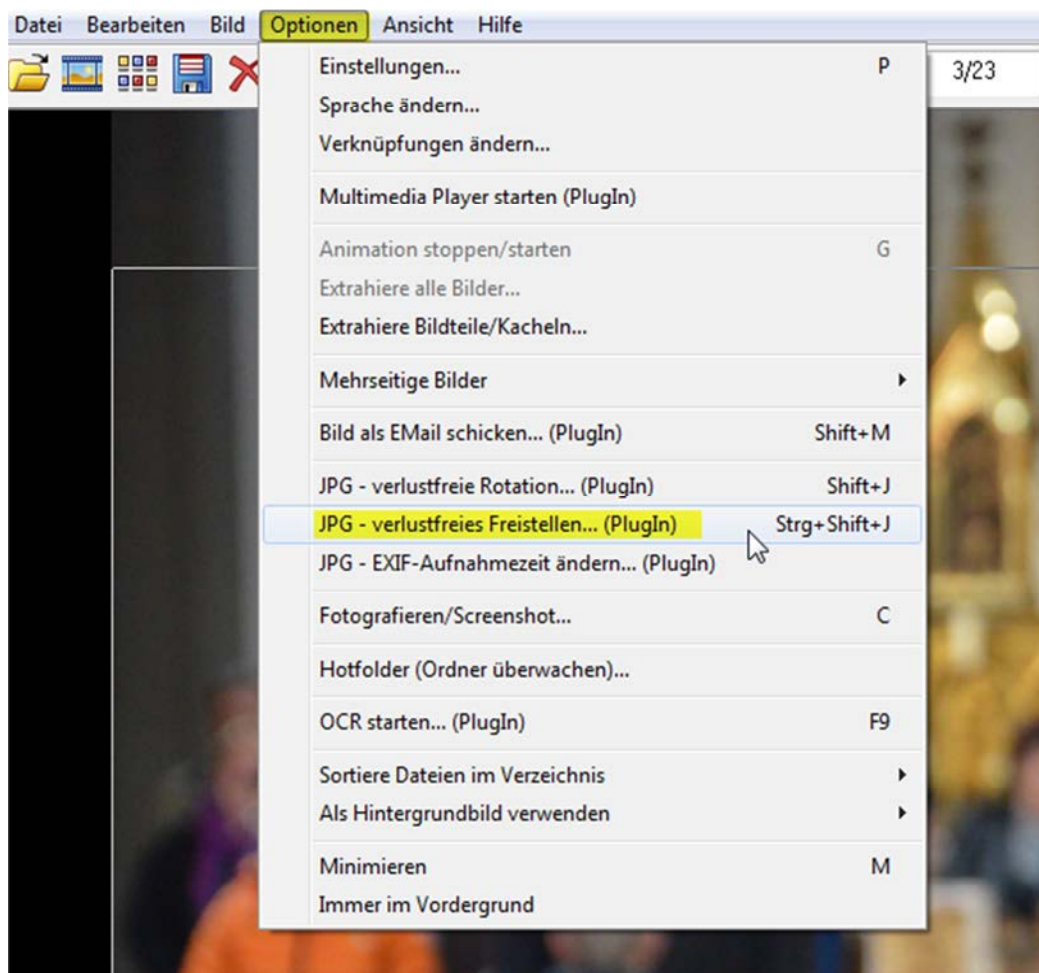 Datei Bearbeiten Bild Optionen Ansicht Hilfe
3/23
Einstellungen... P
Sprache ändern...
Verknüpfungen ändern...
Multimedia Player starten (PlugIn)
Animation stoppen/starten G
Extrahiere alle Bilder...
Extrahiere Bildteile/Kacheln...
Mehrseitige Bilder
Bild als EMail schicken... (PlugIn) Shift+M
JPG - verlustfreie Rotation... (PlugIn) Shift+J
JPG - verlustfreies Freistellen... (PlugIn) Strg+Shift+J
JPG - EXIF-Aufnahmezeit ändern... (PlugIn)
Fotografieren/Screenshot... C
Hotfolder (Ordner überwachen)...
OCR starten... (PlugIn) F9
Sortiere Dateien im Verzeichnis
Als Hintergrundbild verwenden
Minimieren M
Immer im Vordergrund